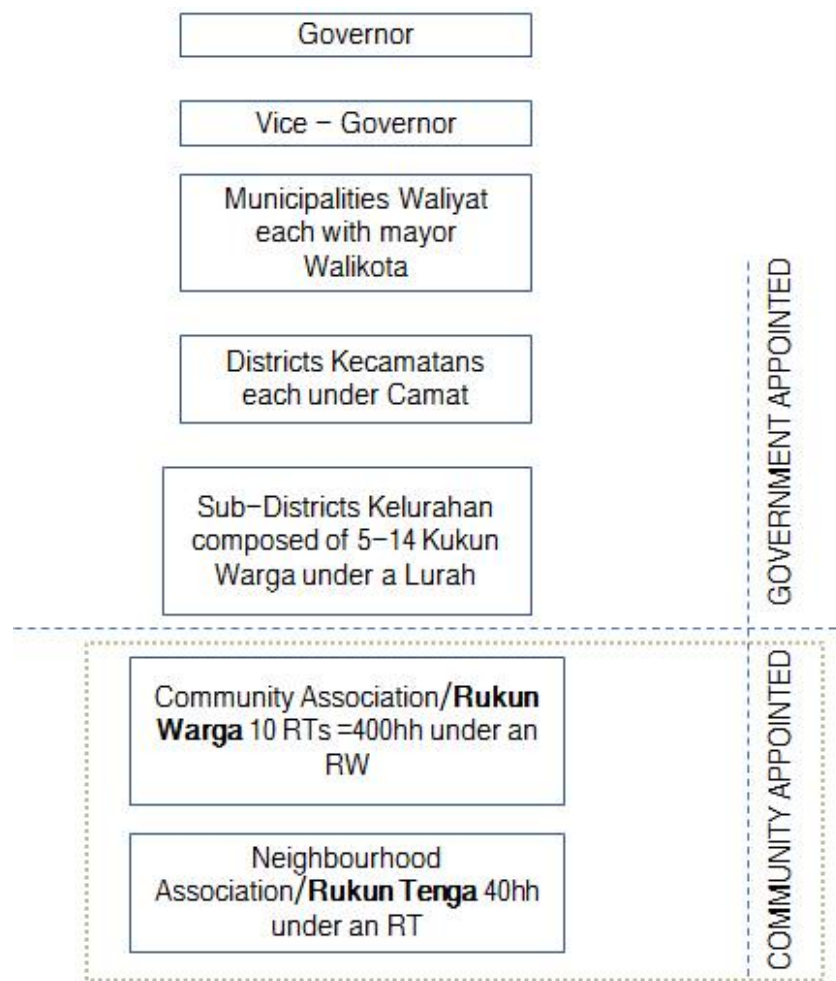 Governor
Vice – Governor
Municipalities Waliyat
each with mayor
Walikota
Districts Kecamatans
each under Camat
Sub–Districts Kelurahan
composed of 5–14 Kukun
Warga under a Lurah
GOVERNMENT APPOINTED
Community Association/Rukun
Warga 10 RTs =400hh under an
RW
Neighbourhood
Association/Rukun Tenga 40hh
under an RT
COMMUNITY APPOINTED